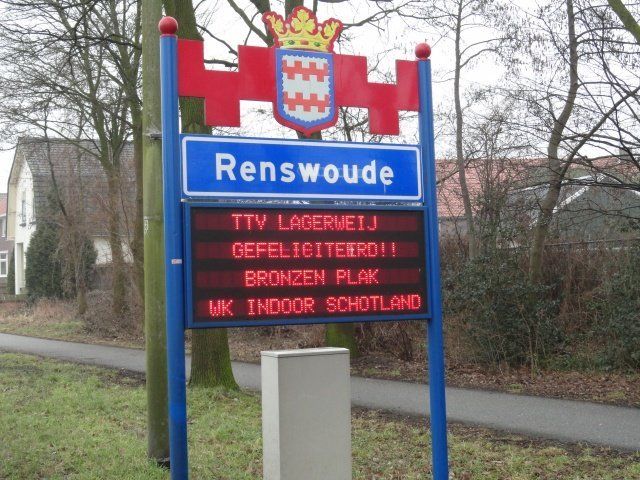 Renswoude
TTV LAGERWEIJ
GEFELICITEERD!!
BRONZEN PLAK
WK INDOOR SCHOTLAND